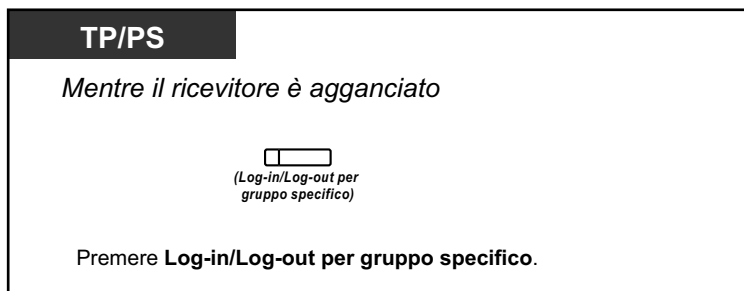 TP/PS
Mentre il ricevitore è agganciato
(Log-in/Log-out per
gruppo specifico)
Premere Log-in/Log-out per gruppo specifico.